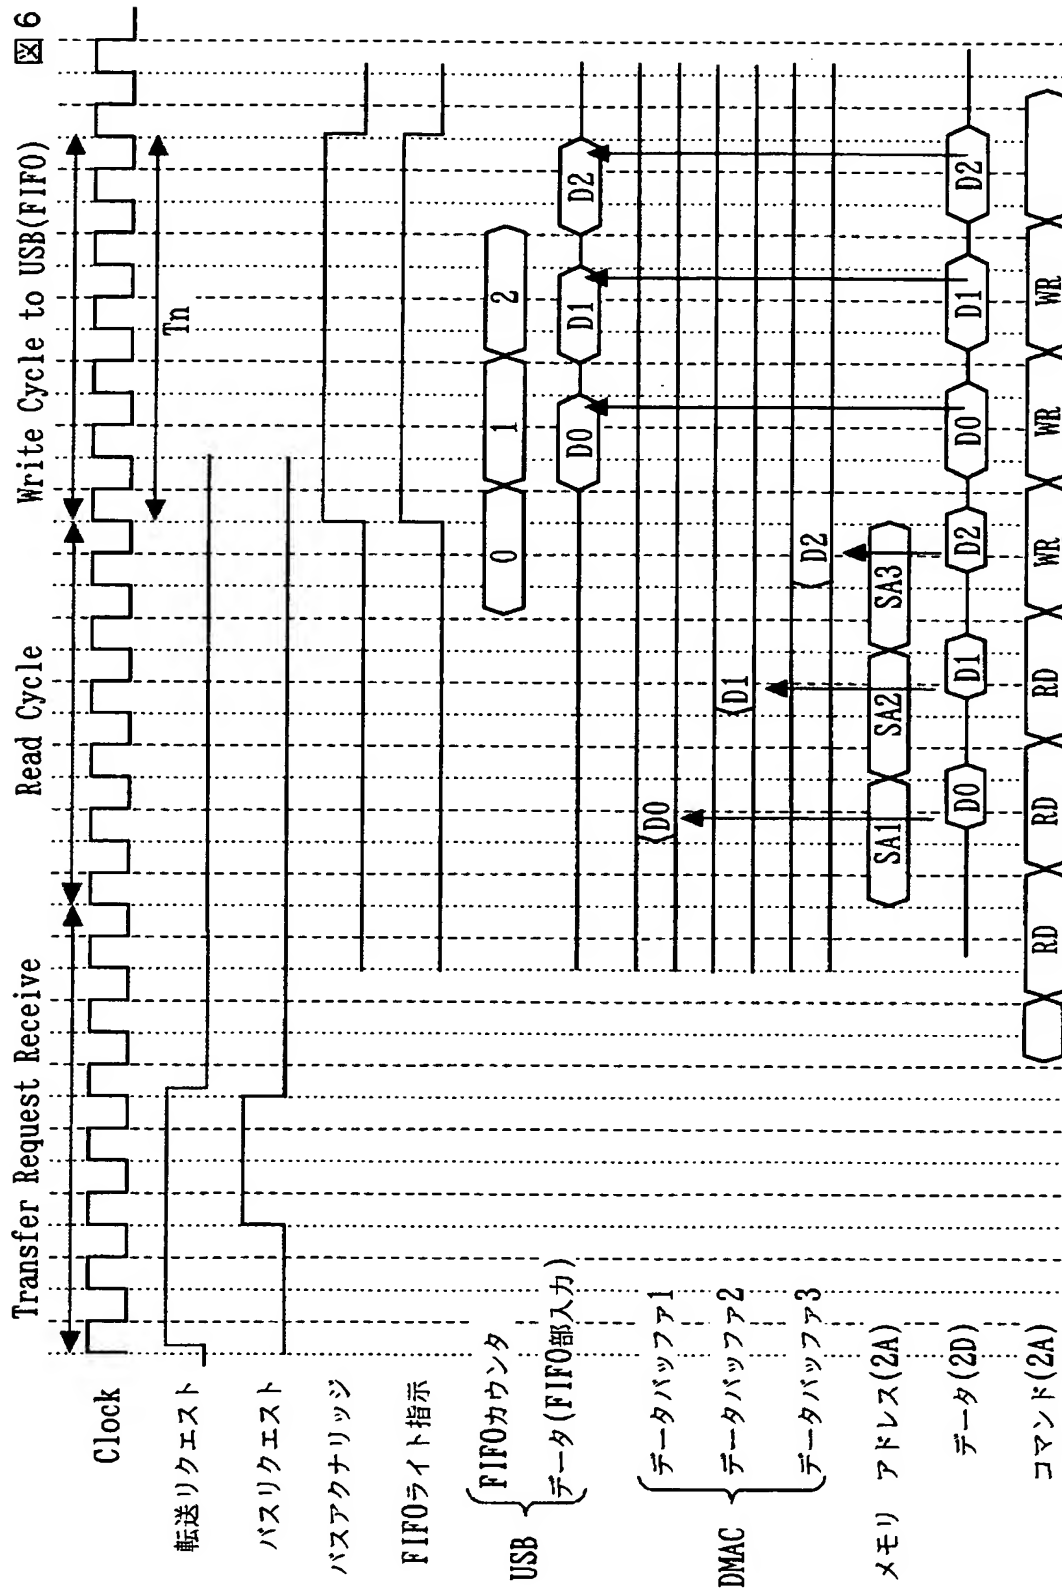 図6
Transfer Request Receive
Read Cycle
Write Cycle to USB(FIFO)
Tn
Clock
転送リクエスト
バスリクエスト
バスアクナリッジ
FIFOライト指示
USB
FIFOカウンタ
0 1 2
データ(FIFO部入力)
D0 D1 D2
DMAC
データバッファ1
D0
データバッファ2
D1
データバッファ3
D2
メモリ アドレス(2A)
SA1 SA2 SA3
データ(2D)
D0 D1 D2 D0 D1 D2
コマンド(2A)
RD RD RD WR WR WR